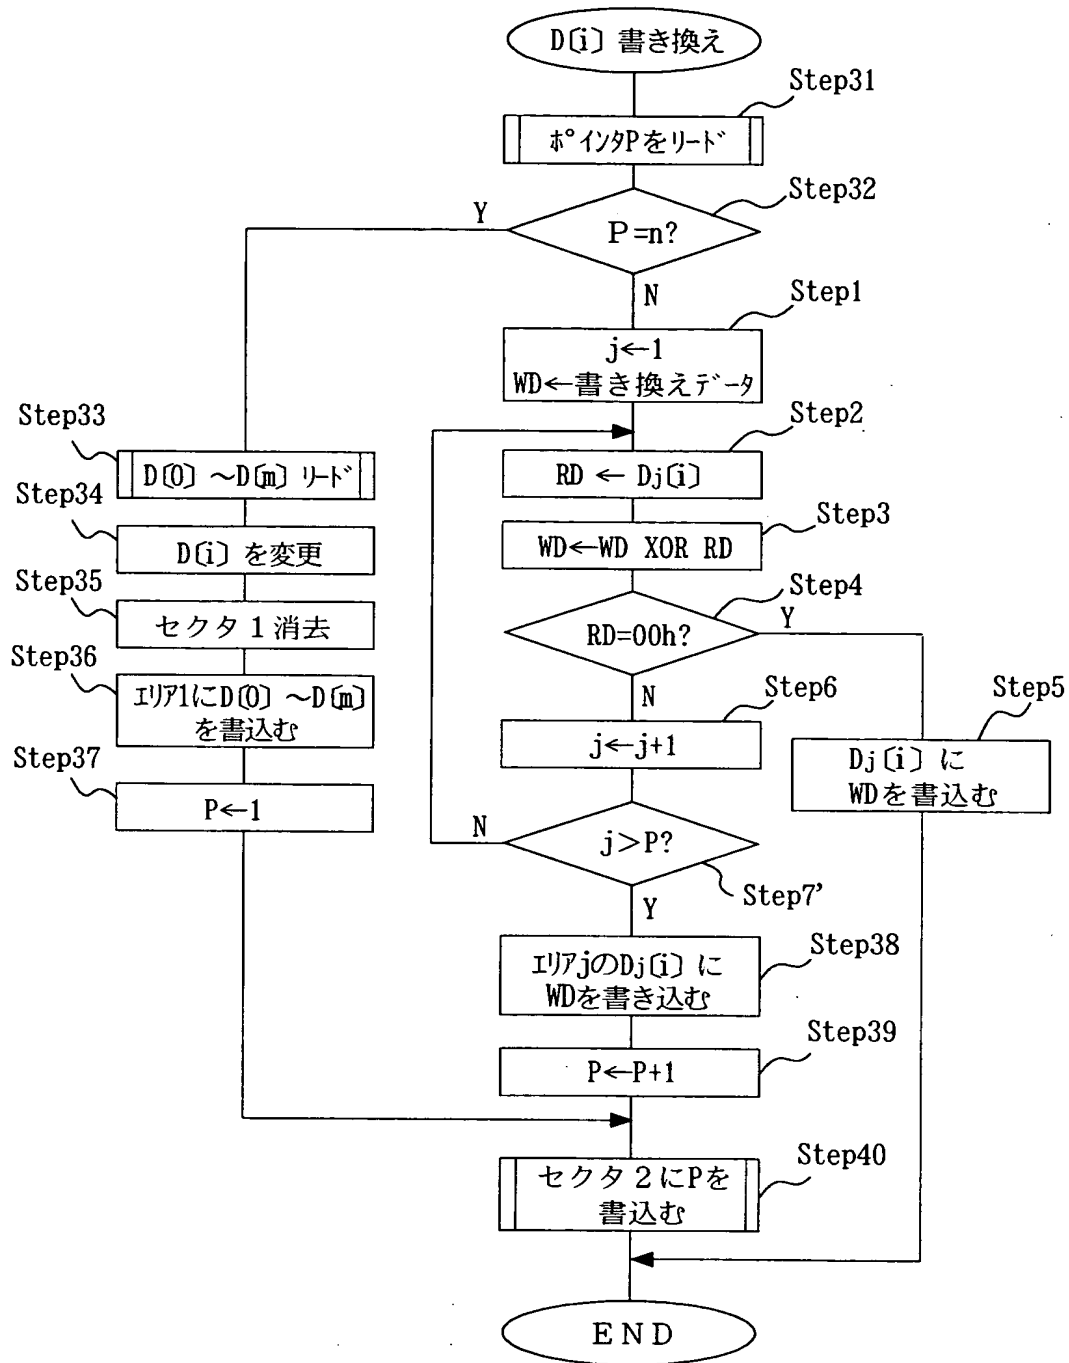 D〔i〕書き換え
Step31
ポインタPをリード
Step32
P=n?
Y
N
Step1
j←1
WD←書き換えデータ
Step33
D〔0〕~D〔m〕リード
Step2
RD ← Dj〔i〕
Step34
D〔i〕を変更
Step3
WD←WD XOR RD
Step35
セクタ1消去
Step4
RD=00h?
Y
N
Step36
エリア1にD〔0〕~D〔m〕
を書込む
Step6
j←j+1
Step5
Dj〔i〕に
WDを書込む
Step37
P←1
N
j>P?
Step7'
Y
Step38
エリアjのDj〔i〕に
WDを書き込む
Step39
P←P+1
Step40
セクタ2にPを
書込む
END